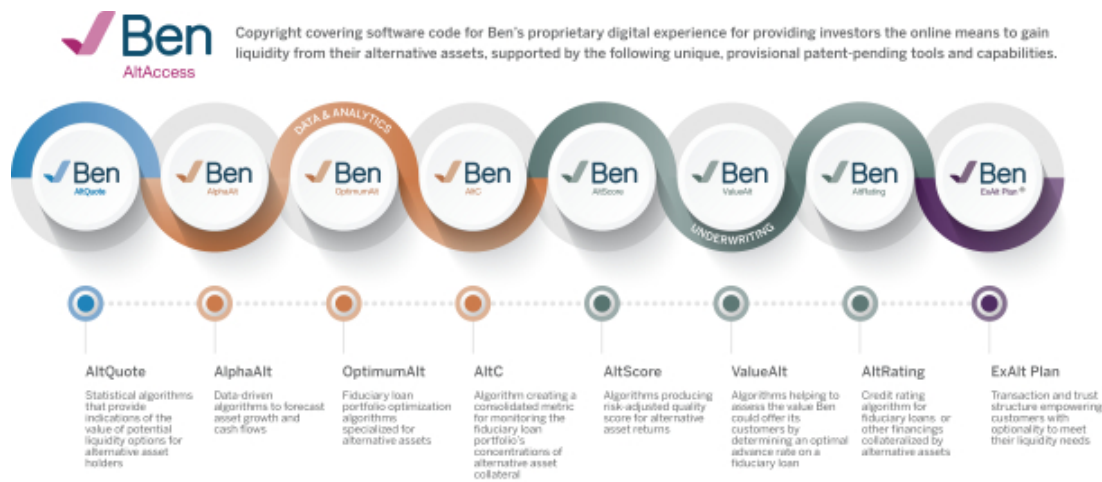 Ben
AltAccess
Copyright covering software code for Ben's proprietary digital experience for providing investors the online means to gain
liquidity from their alternative assets, supported by the following unique, provisional patent-pending tools and capabilities.
DATA & ANALYTICS
Ben
AltQuote
Ben
AlphaAlt
Ben
OptimumAlt
Ben
AltC
Ben
AltScore
Ben
ValueAlt
Ben
AltRating
Ben
ExAlt Plan ®
UNDERWRITING
AltQuote
Statistical algorithms
that provide
indications of the
value of potential
liquidity options for
alternative asset
holders
AlphaAlt
Data-driven
algorithms to forecast
asset growth and
cash flows
OptimumAlt
Fiduciary loan
portfolio optimization
algorithms
specialized for
alternative assets
AltC
Algorithm creating a
consolidated metric
for monitoring the
fiduciary loan
portfolio's
concentrations of
alternative asset
collateral
AltScore
Algorithms producing
risk-adjusted quality
score for alternative
asset returns
ValueAlt
Algorithms helping to
assess the value Ben
could offer its
customers by
determining an optimal
advance rate on a
fiduciary loan
AltRating
Credit rating
algorithm for
fiduciary loans or
other financings
collateralized by
alternative assets
ExAlt Plan
Transaction and trust
structure empowering
customers with
optionality to meet
their liquidity needs